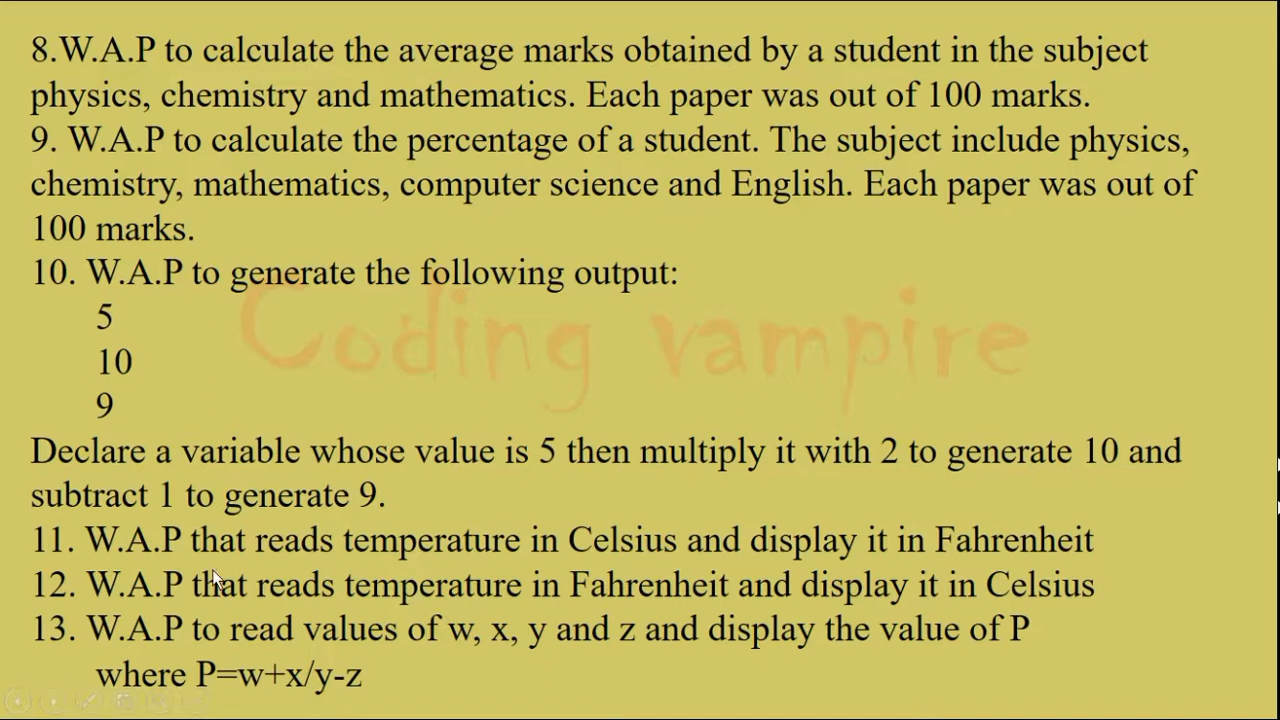 8.W.A.P to calculate the average marks obtained by a student in the subject
physics, chemistry and mathematics. Each paper was out of 100 marks.
9. W.A.P to calculate the percentage of a student. The subject include physics,
chemistry, mathematics, computer science and English. Each paper was out of
100 marks.
10. W.A.P to generate the following output:
5
Coding vampire
10
9
Declare a variable whose value is 5 then multiply it with 2 to generate 10 and
subtract 1 to generate 9.
11. W.A.P that reads temperature in Celsius and display it in Fahrenheit
12. W.A.P that reads temperature in Fahrenheit and display it in Celsius
13. W.A.P to read values of w, x, y and z and display the value of P
where P=w+x/y-z